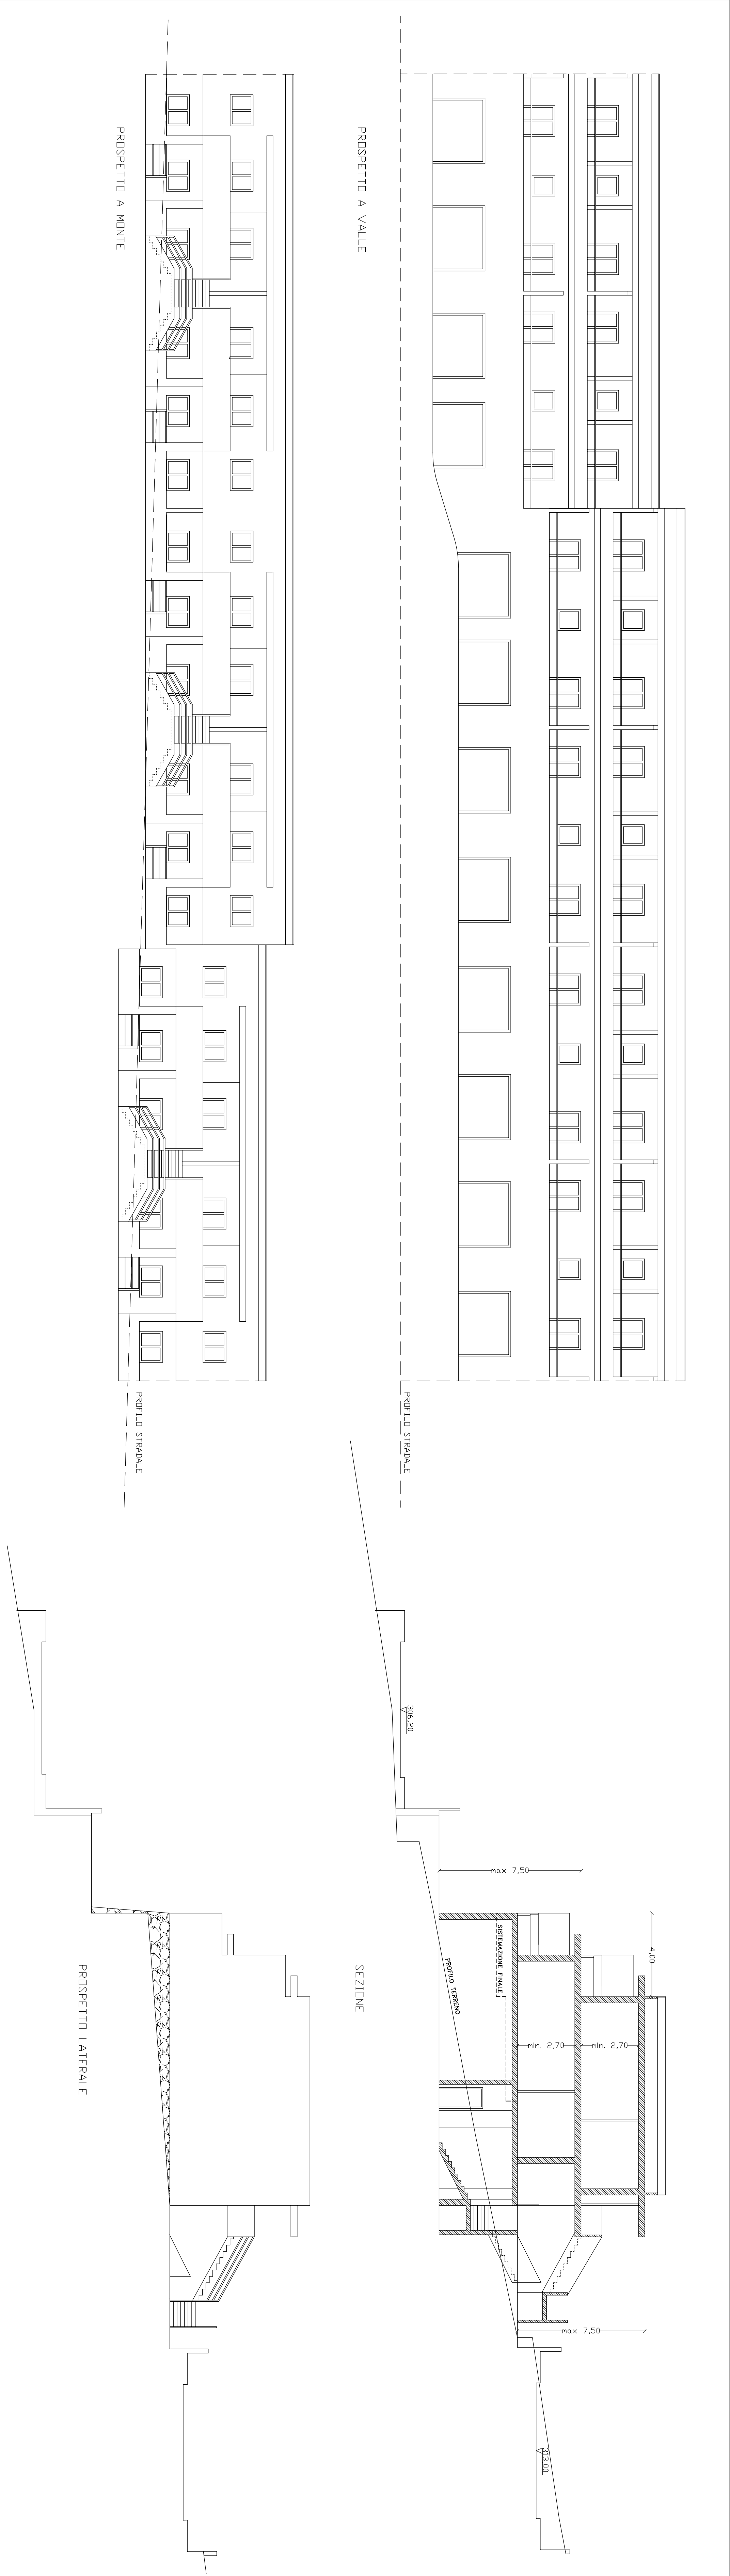 PROSPETTO A VALLE
PROFILO STRADALE
PROSPETTO A MONTE
PROFILO STRADALE
306,20
max 7,50
4,00
SISTEMAZIONE FINALE
PROFILO TERRENO
min. 2,70
min. 2,70
max 7,50
313,00
SEZIONE
PROSPETTO LATERALE